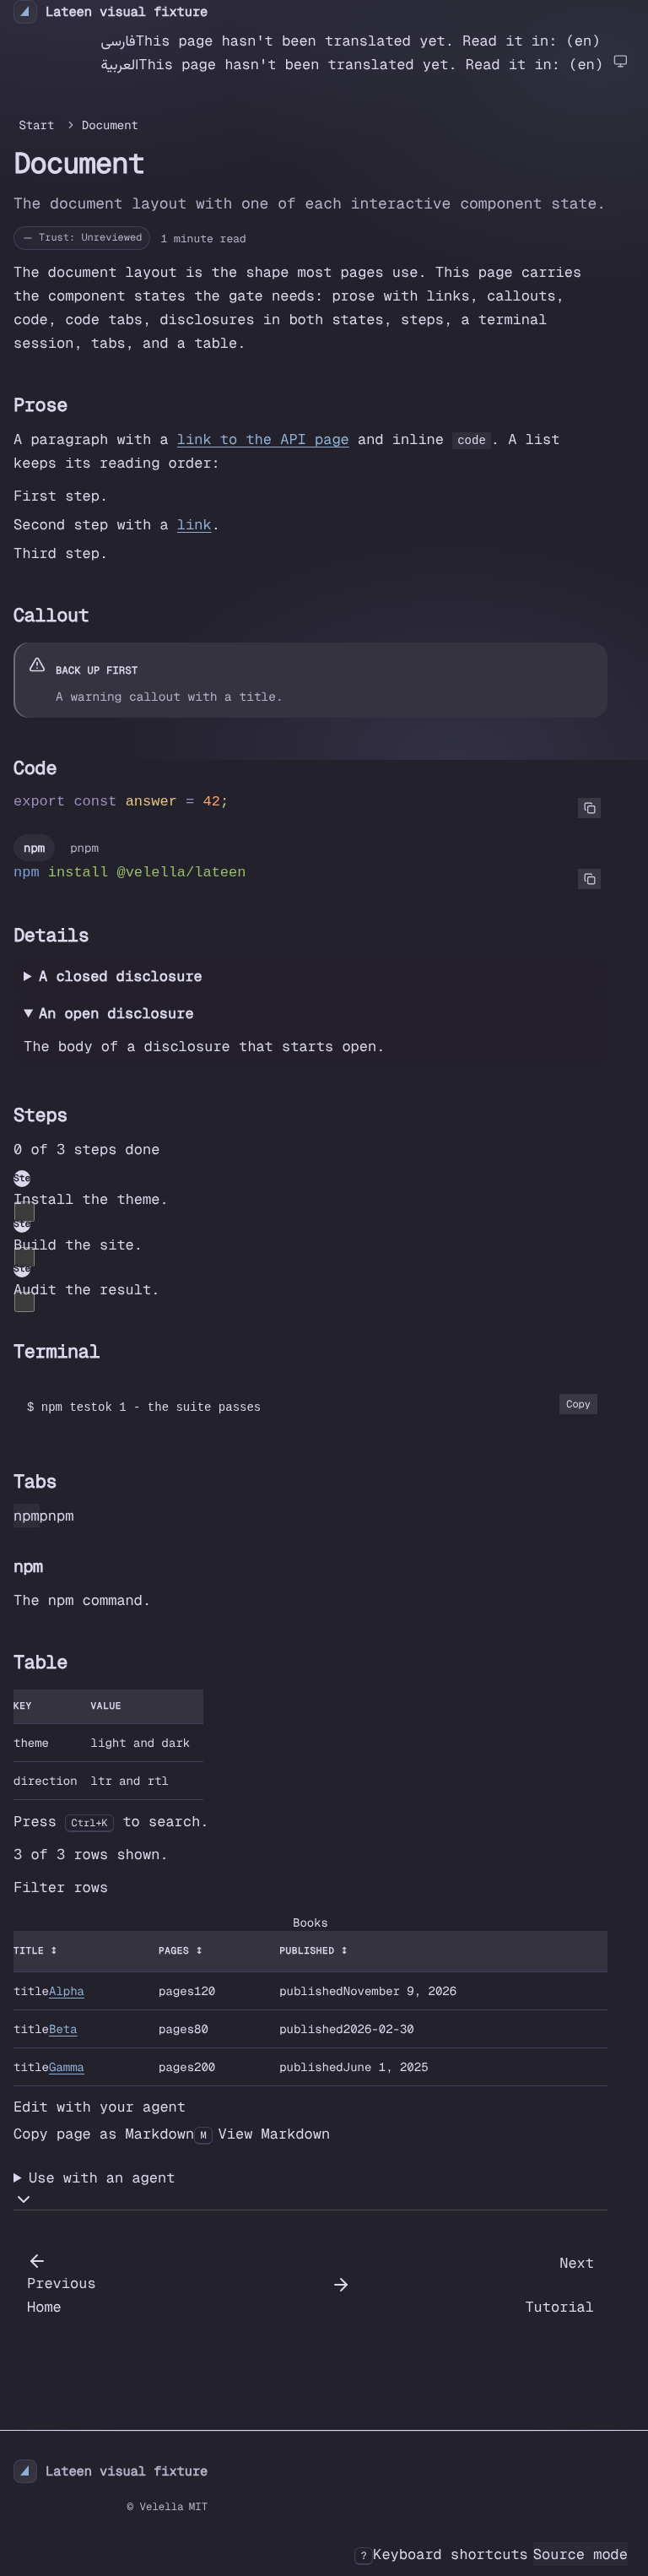 Lateen visual fixture
فارسیThis page hasn't been translated yet. Read it in: (en)
العربيةThis page hasn't been translated yet. Read it in: (en)
Start > Document
Document
The document layout with one of each interactive component state.
— Trust: Unreviewed 1 minute read
The document layout is the shape most pages use. This page carries
the component states the gate needs: prose with links, callouts,
code, code tabs, disclosures in both states, steps, a terminal
session, tabs, and a table.
Prose
A paragraph with a link to the API page and inline code. A list
keeps its reading order:
First step.
Second step with a link.
Third step.
Callout
BACK UP FIRST
A warning callout with a title.
Code
export const answer = 42;
npm pnpm
npm install @velella/lateen
Details
A closed disclosure
An open disclosure
The body of a disclosure that starts open.
Steps
0 of 3 steps done
Ste
Install the theme.
Ste
Build the site.
Ste
Audit the result.
Terminal
$ npm testok 1 - the suite passes Copy
Tabs
npmpnpm
npm
The npm command.
Table
KEY VALUE
theme light and dark
direction ltr and rtl
Press Ctrl+K to search.
3 of 3 rows shown.
Filter rows
Books
TITLE ↕ PAGES ↕ PUBLISHED ↕
titleAlpha pages120 publishedNovember 9, 2026
titleBeta pages80 published2026-02-30
titleGamma pages200 publishedJune 1, 2025
Edit with your agent
Copy page as Markdown M View Markdown
Use with an agent
← Previous
Home
→ Next
Tutorial
Lateen visual fixture
© Velella MIT
? Keyboard shortcuts Source mode